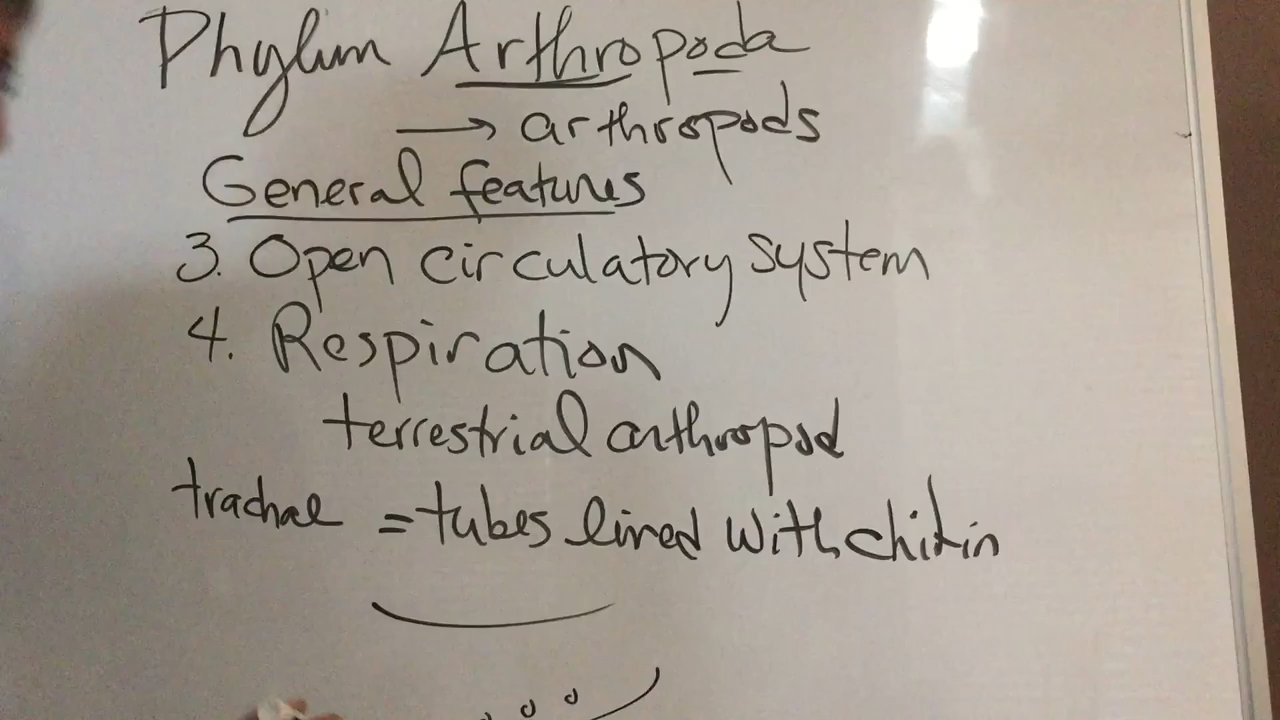 Phylum Arthropoda
→ arthropods
General features
3. Open circulatory system
4. Respiration
terrestrial arthropod
trachae = tubes lined with chitin